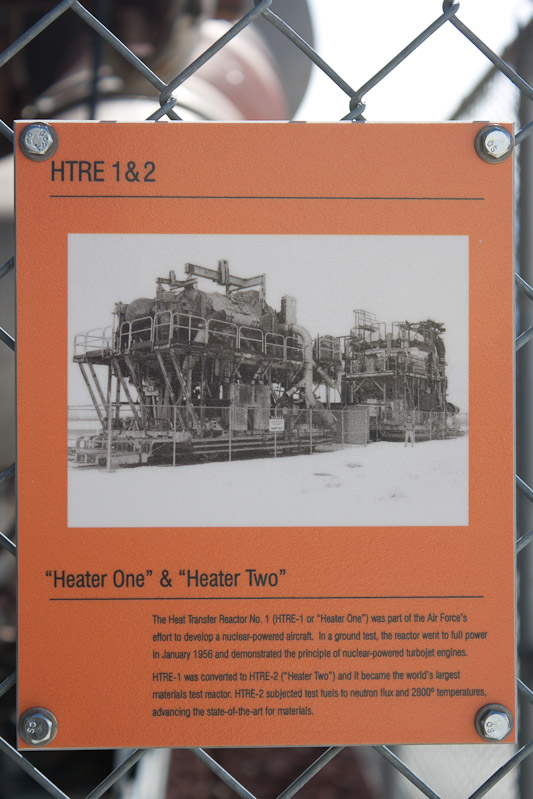 HTRE 1&2
“Heater One” & “Heater Two”
The Heat Transfer Reactor No. 1 (HTRE-1 or “Heater One”) was part of the Air Force's
effort to develop a nuclear-powered aircraft. In a ground test, the reactor went to full power
in January 1956 and demonstrated the principle of nuclear-powered turbojet engines.
HTRE-1 was converted to HTRE-2 (“Heater Two”) and it became the world's largest
materials test reactor. HTRE-2 subjected test fuels to neutron flux and 2800º temperatures,
advancing the state-of-the-art for materials.